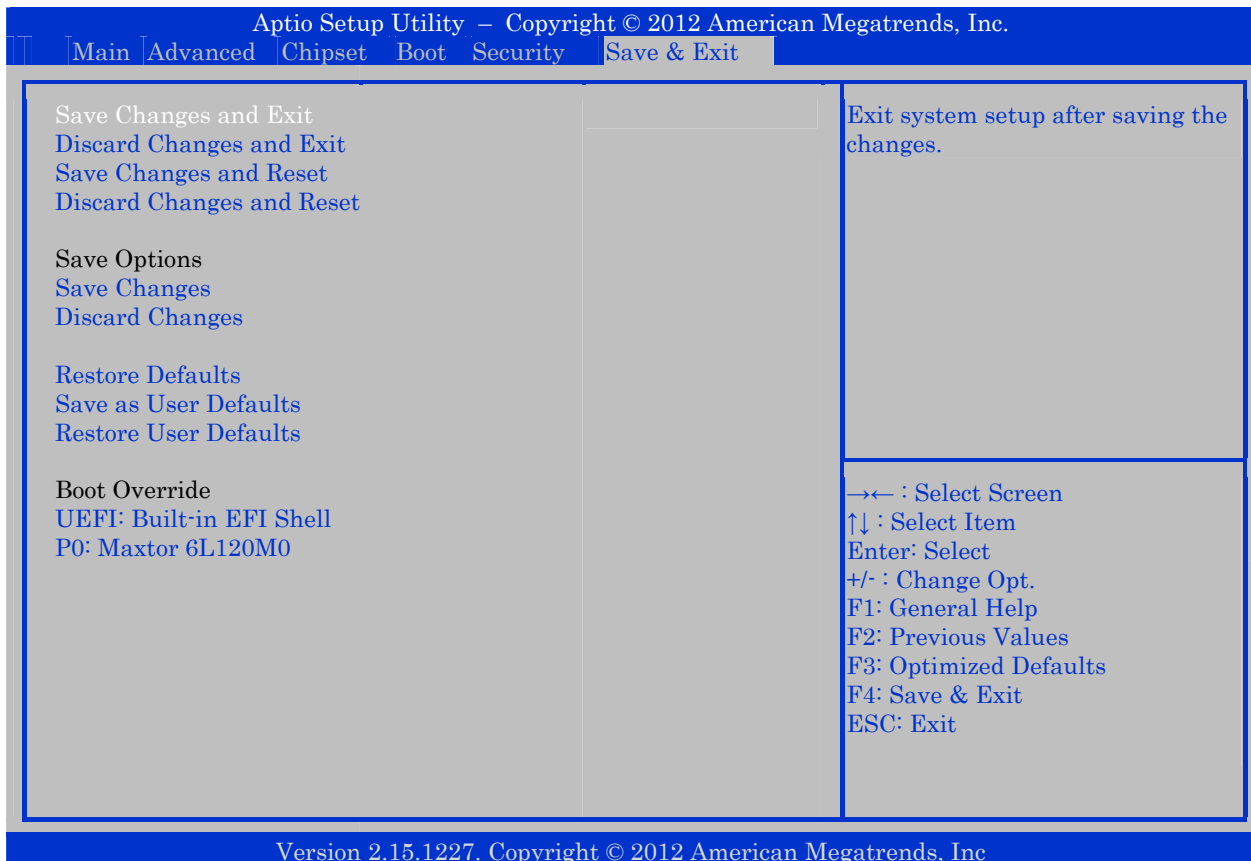 Aptio Setup Utility – Copyright © 2012 American Megatrends, Inc.
Main Advanced Chipset Boot Security Save & Exit
Save Changes and Exit
Discard Changes and Exit
Save Changes and Reset
Discard Changes and Reset
Save Options
Save Changes
Discard Changes
Restore Defaults
Save as User Defaults
Restore User Defaults
Boot Override
UEFI: Built-in EFI Shell
P0: Maxtor 6L120M0
Exit system setup after saving the
changes.
→← : Select Screen
↑↓ : Select Item
Enter: Select
+/- : Change Opt.
F1: General Help
F2: Previous Values
F3: Optimized Defaults
F4: Save & Exit
ESC: Exit
Version 2.15.1227. Copyright © 2012 American Megatrends, Inc